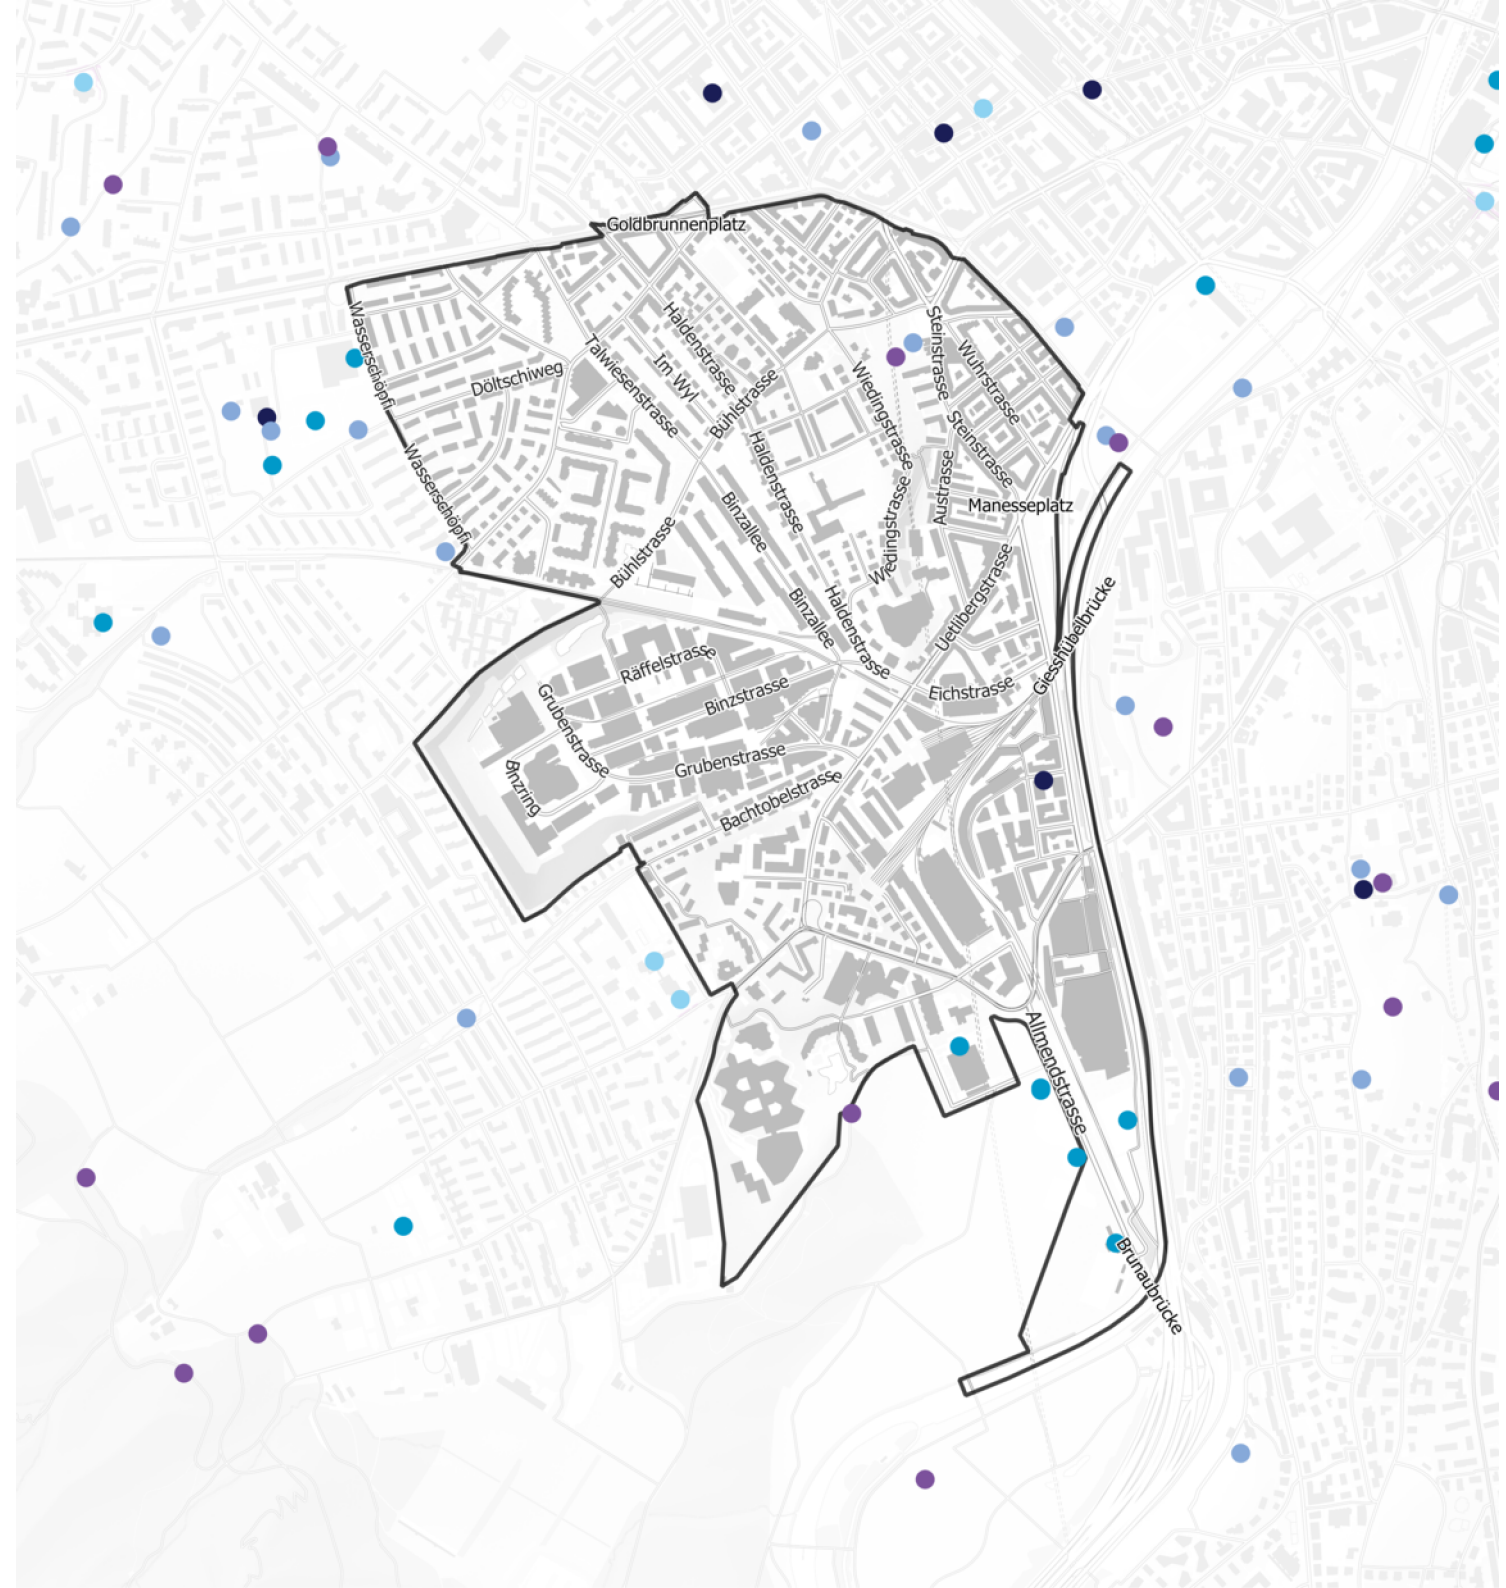 Goldbrunnenplatz
Wasserschöpfi
Haldenstrasse
Steinstrasse
Talwiesenstrasse
Im Wyl
Wuhrstrasse
Döltschiweg
Bühlstrasse
Wiedingstrasse
Steinstrasse
Haldenstrasse
Wasserschöpfi
Austrasse
Binzallee
Manesseplatz
Wiedingstrasse
Bühlstrasse
Uetlibergstrasse
Binzallee
Haldenstrasse
Giesshübelbrücke
Räffelstrasse
Binzstrasse
Eichstrasse
Grubenstrasse
Grubenstrasse
Binzring
Bachtobelstrasse
Allmendstrasse
Brunaubrücke